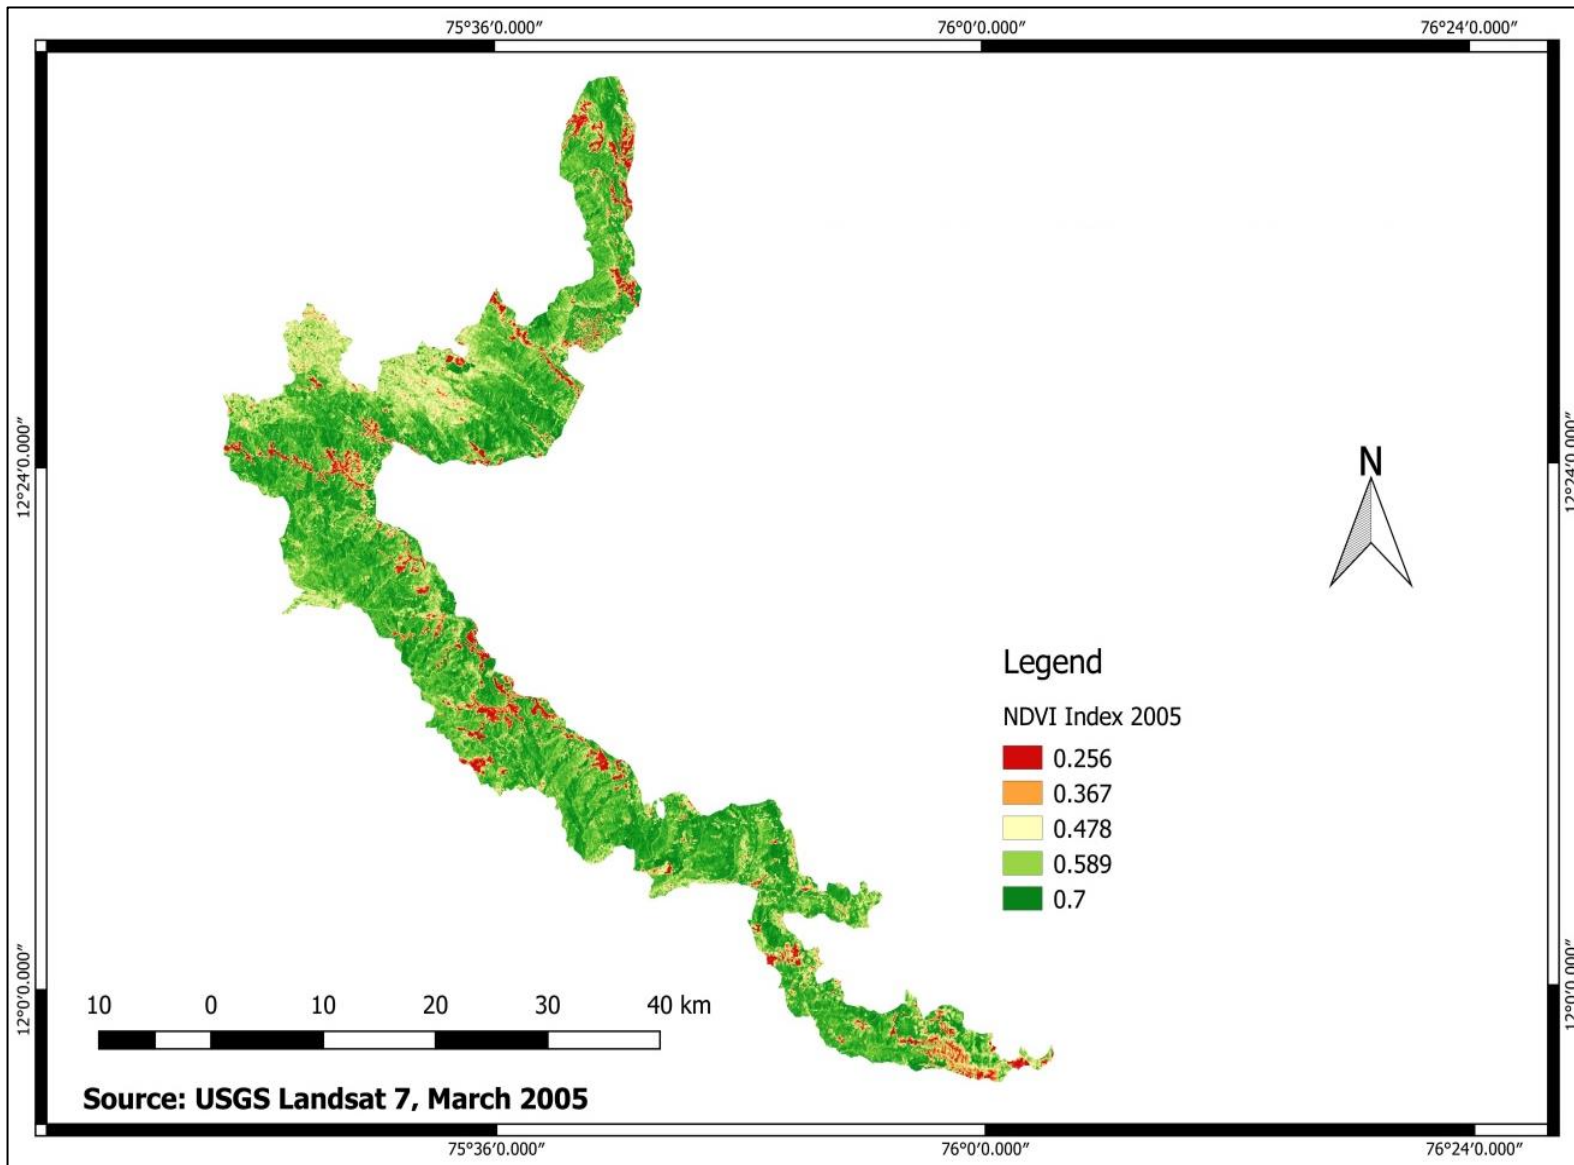 75°36′0.000″ 76°0′0.000″ 76°24′0.000″
12°24′0.000″ 12°24′0.000″
N
Legend
NDVI Index 2005
0.256
0.367
0.478
0.589
0.7
12°0′0.000″ 12°0′0.000″
10 0 10 20 30 40 km
Source: USGS Landsat 7, March 2005
75°36′0.000″ 76°0′0.000″ 76°24′0.000″